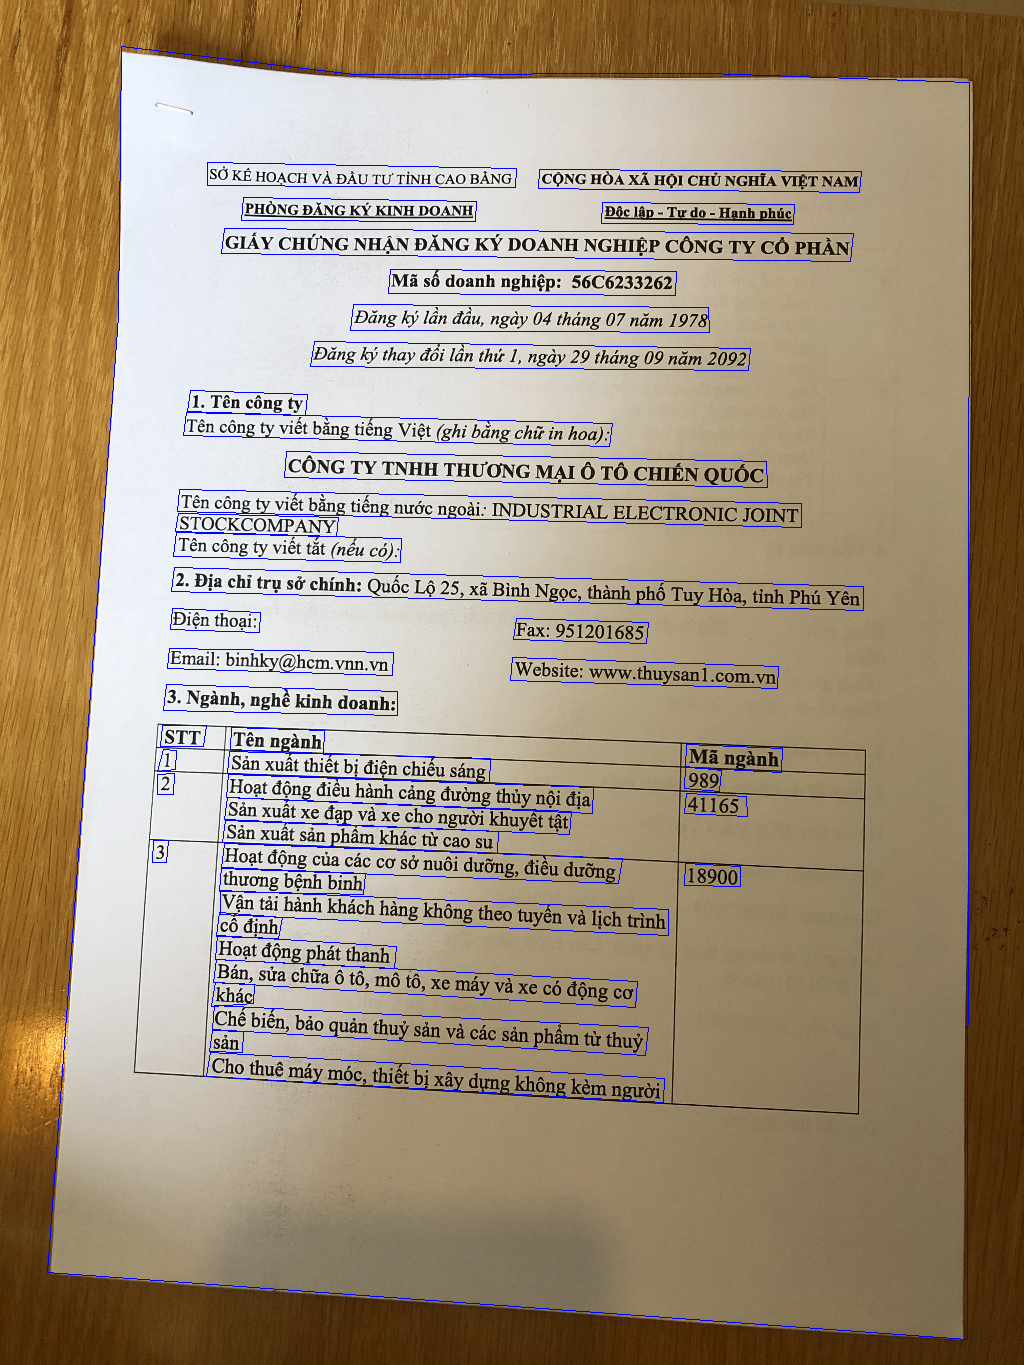 SỞ KẾ HOẠCH VÀ ĐẦU TƯ TỈNH CAO BẰNG
CỘNG HÒA XÃ HỘI CHỦ NGHĨA VIỆT NAM
PHÒNG ĐĂNG KÝ KINH DOANH
Độc lập - Tự do - Hạnh phúc
GIẤY CHỨNG NHẬN ĐĂNG KÝ DOANH NGHIỆP CÔNG TY CỔ PHẦN
Mã số doanh nghiệp: 56C6233262
Đăng ký lần đầu, ngày 04 tháng 07 năm 1978
Đăng ký thay đổi lần thứ 1, ngày 29 tháng 09 năm 2092
1. Tên công ty
Tên công ty viết bằng tiếng Việt (ghi bằng chữ in hoa):
CÔNG TY TNHH THƯƠNG MẠI Ô TÔ CHIẾN QUỐC
Tên công ty viết bằng tiếng nước ngoài: INDUSTRIAL ELECTRONIC JOINT
STOCKCOMPANY
Tên công ty viết tắt (nếu có):
2. Địa chỉ trụ sở chính: Quốc Lộ 25, xã Bình Ngọc, thành phố Tuy Hòa, tỉnh Phú Yên
Điện thoại:
Fax: 951201685
Email: binhky@hcm.vnn.vn
Website: www.thuysan1.com.vn
3. Ngành, nghề kinh doanh:
STT Tên ngành Mã ngành
1 Sản xuất thiết bị điện chiếu sáng 989
2 Hoạt động điều hành cảng đường thủy nội địa 41165
Sản xuất xe đạp và xe cho người khuyết tật
Sản xuất sản phẩm khác từ cao su
3 Hoạt động của các cơ sở nuôi dưỡng, điều dưỡng 18900
thương bệnh binh
Vận tải hành khách hàng không theo tuyến và lịch trình
cố định
Hoạt động phát thanh
Bán, sửa chữa ô tô, mô tô, xe máy và xe có động cơ
khác
Chế biến, bảo quản thuỷ sản và các sản phẩm từ thuỷ
sản
Cho thuê máy móc, thiết bị xây dựng không kèm người